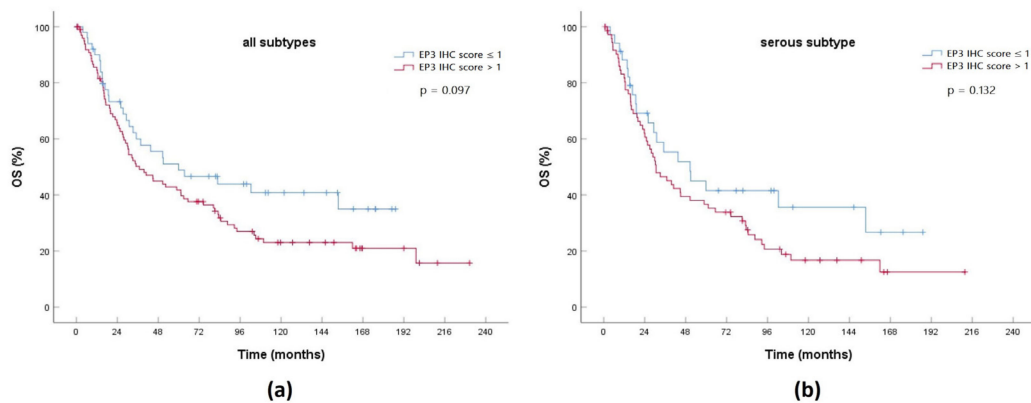 all subtypes
EP3 IHC score ≤ 1
EP3 IHC score > 1
p = 0.097
OS (%)
100
80
60
40
20
0
0 24 48 72 96 120 144 168 192 216 240
Time (months)
(a)
serous subtype
EP3 IHC score ≤ 1
EP3 IHC score > 1
p = 0.132
OS (%)
100
80
60
40
20
0
0 24 48 72 96 120 144 168 192 216 240
Time (months)
(b)